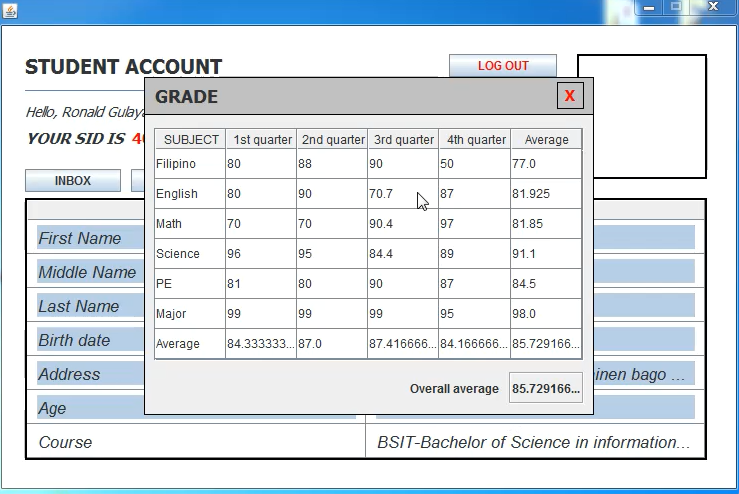 STUDENT ACCOUNT
LOG OUT
Hello, Ronald Gulaya
YOUR SID IS 4
INBOX
GRADE
X
SUBJECT 1st quarter 2nd quarter 3rd quarter 4th quarter Average
Filipino 80 88 90 50 77.0
English 80 90 70.7 87 81.925
Math 70 70 90.4 97 81.85
Science 96 95 84.4 89 91.1
PE 81 80 90 87 84.5
Major 99 99 99 95 98.0
Average 84.333333... 87.0 87.416666... 84.166666... 85.729166...
Overall average 85.729166...
First Name
Middle Name
Last Name
Birth date
Address inen bago ...
Age
Course BSIT-Bachelor of Science in information...